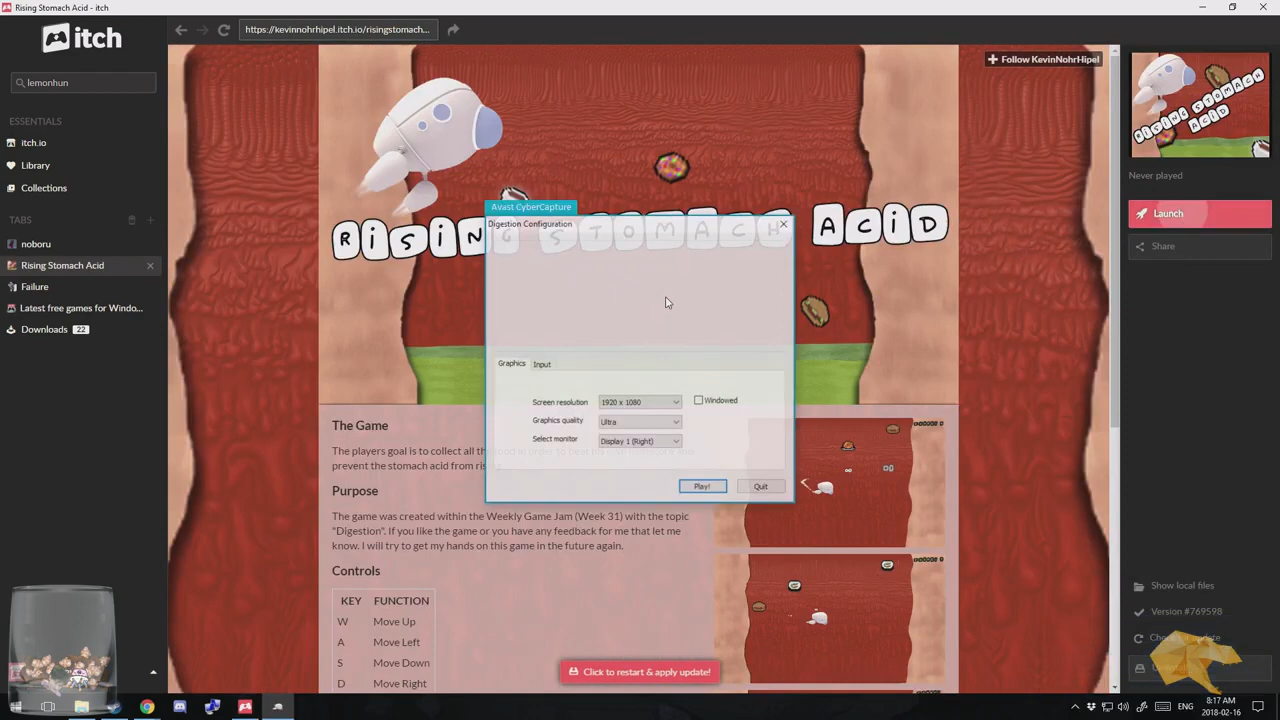 Rising Stomach Acid - itch
itch
https://kevinnohrhipel.itch.io/risingstomach...
lemonhun
ESSENTIALS
itch.io
Library
Collections
TABS
noboru
Rising Stomach Acid
Failure
Latest free games for Windo...
Downloads 22
Follow KevinNohrHipel
RISING STOMACH ACID
Avast CyberCapture
Digestion Configuration
Graphics Input
Screen resolution 1920 x 1080 Windowed
Graphics quality Ultra
Select monitor Display 1 (Right)
Play! Quit
The Game
The players goal is to collect all
prevent the stomach acid from
Purpose
The game was created within the Weekly Game Jam (Week 31) with the topic
"Digestion". If you like the game or you have any feedback for me that let me
know. I will try to get my hands on this game in the future again.
Controls
KEY FUNCTION
W Move Up
A Move Left
S Move Down
D Move Right
Click to restart & apply update!
RISING STOMACH
ACID
Never played
Launch
Share
Show local files
Version #769598
update
ENG
8:17 AM
2018-02-16